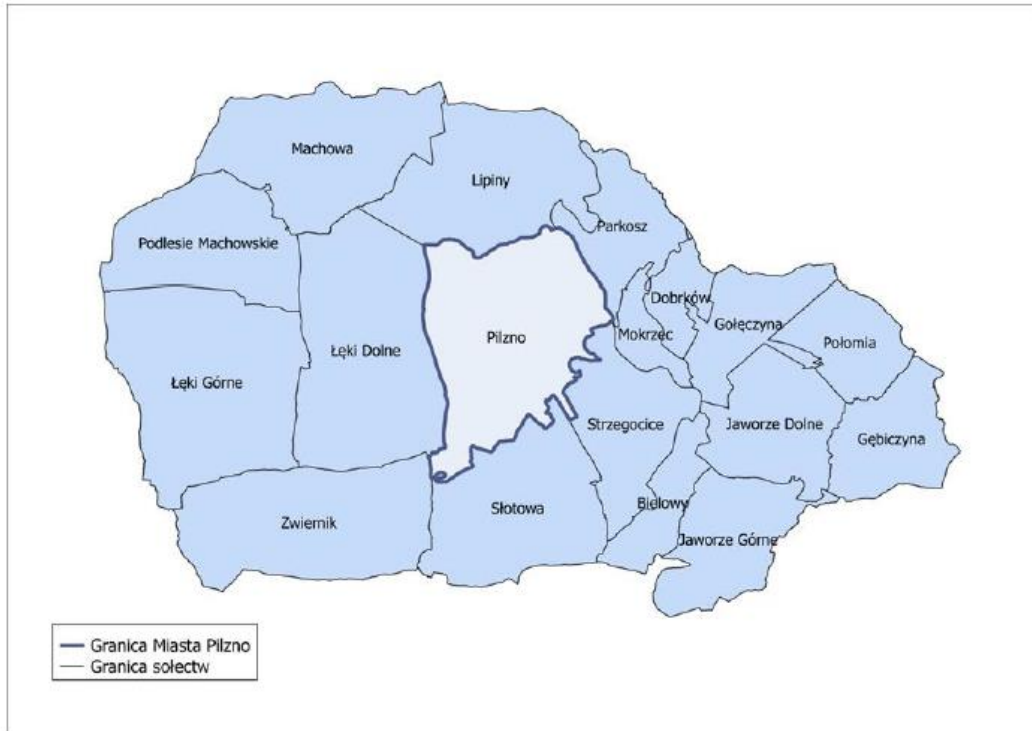 Machowa
Lipiny
Parkosz
Podlesie Machowskie
Dobrków
Gołęczyna
Mokrzec
Pilzno
Połomia
Łęki Dolne
Łęki Górne
Strzegocice
Jaworze Dolne
Gębiczyna
Słotowa
Bielowy
Zwiernik
Jaworze Górne
Granica Miasta Pilzno
Granica sołectw